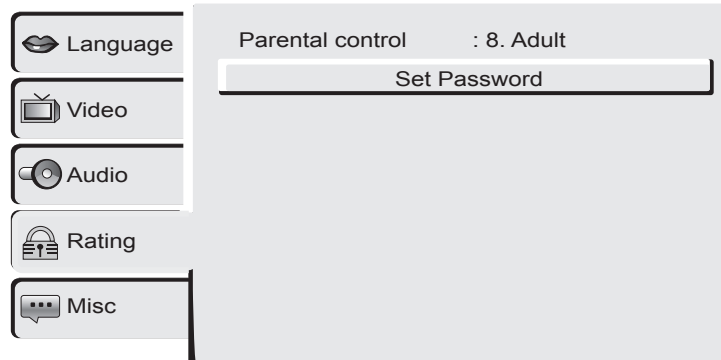 Language
Video
Audio
Rating
Misc
Parental control : 8. Adult
Set Password